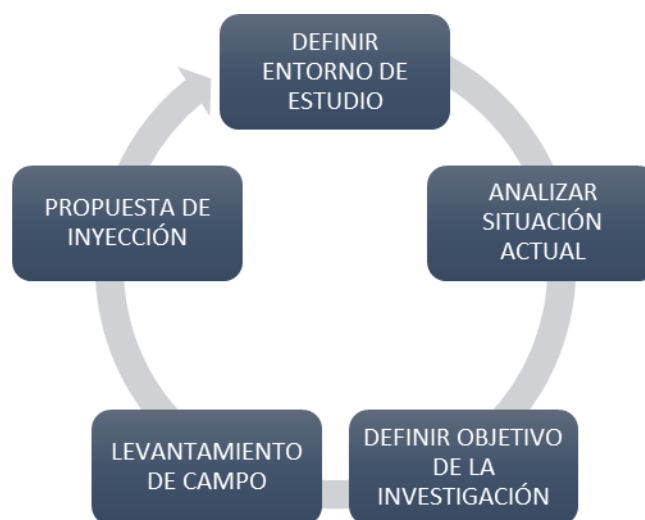 DEFINIR
ENTORNO DE
ESTUDIO
ANALIZAR
SITUACIÓN
ACTUAL
DEFINIR OBJETIVO
DE LA
INVESTIGACIÓN
LEVANTAMIENTO
DE CAMPO
PROPUESTA DE
INYECCIÓN